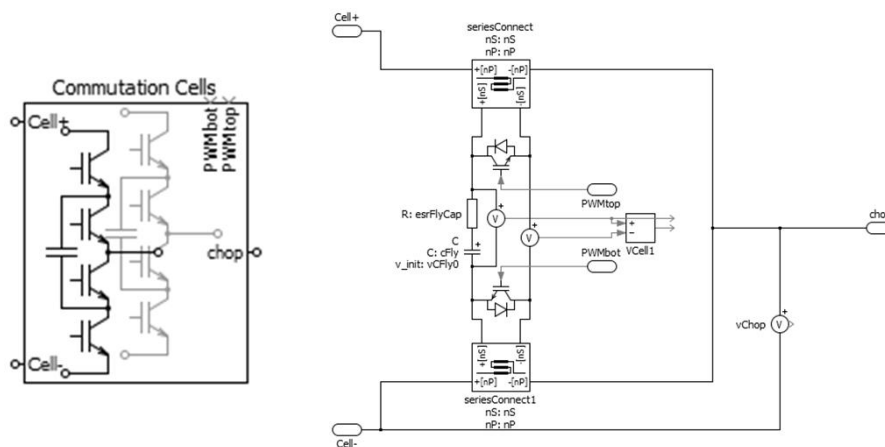 Commutation Cells
Cell+
PWMbot
PWMtop
chop
Cell-
Cell+
seriesConnect
nS: nS
nP: nP
+[nP] -[nP]
+[nS]
-[nS]
R: esrFlyCap
V
PWMtop
C
C: cFly
v_init: vCFly0
V
+
-
VCell1
PWMbot
cho
vChop
V
+[nS]
-[nS]
+[nP] -[nP]
seriesConnect1
nS: nS
nP: nP
Cell-